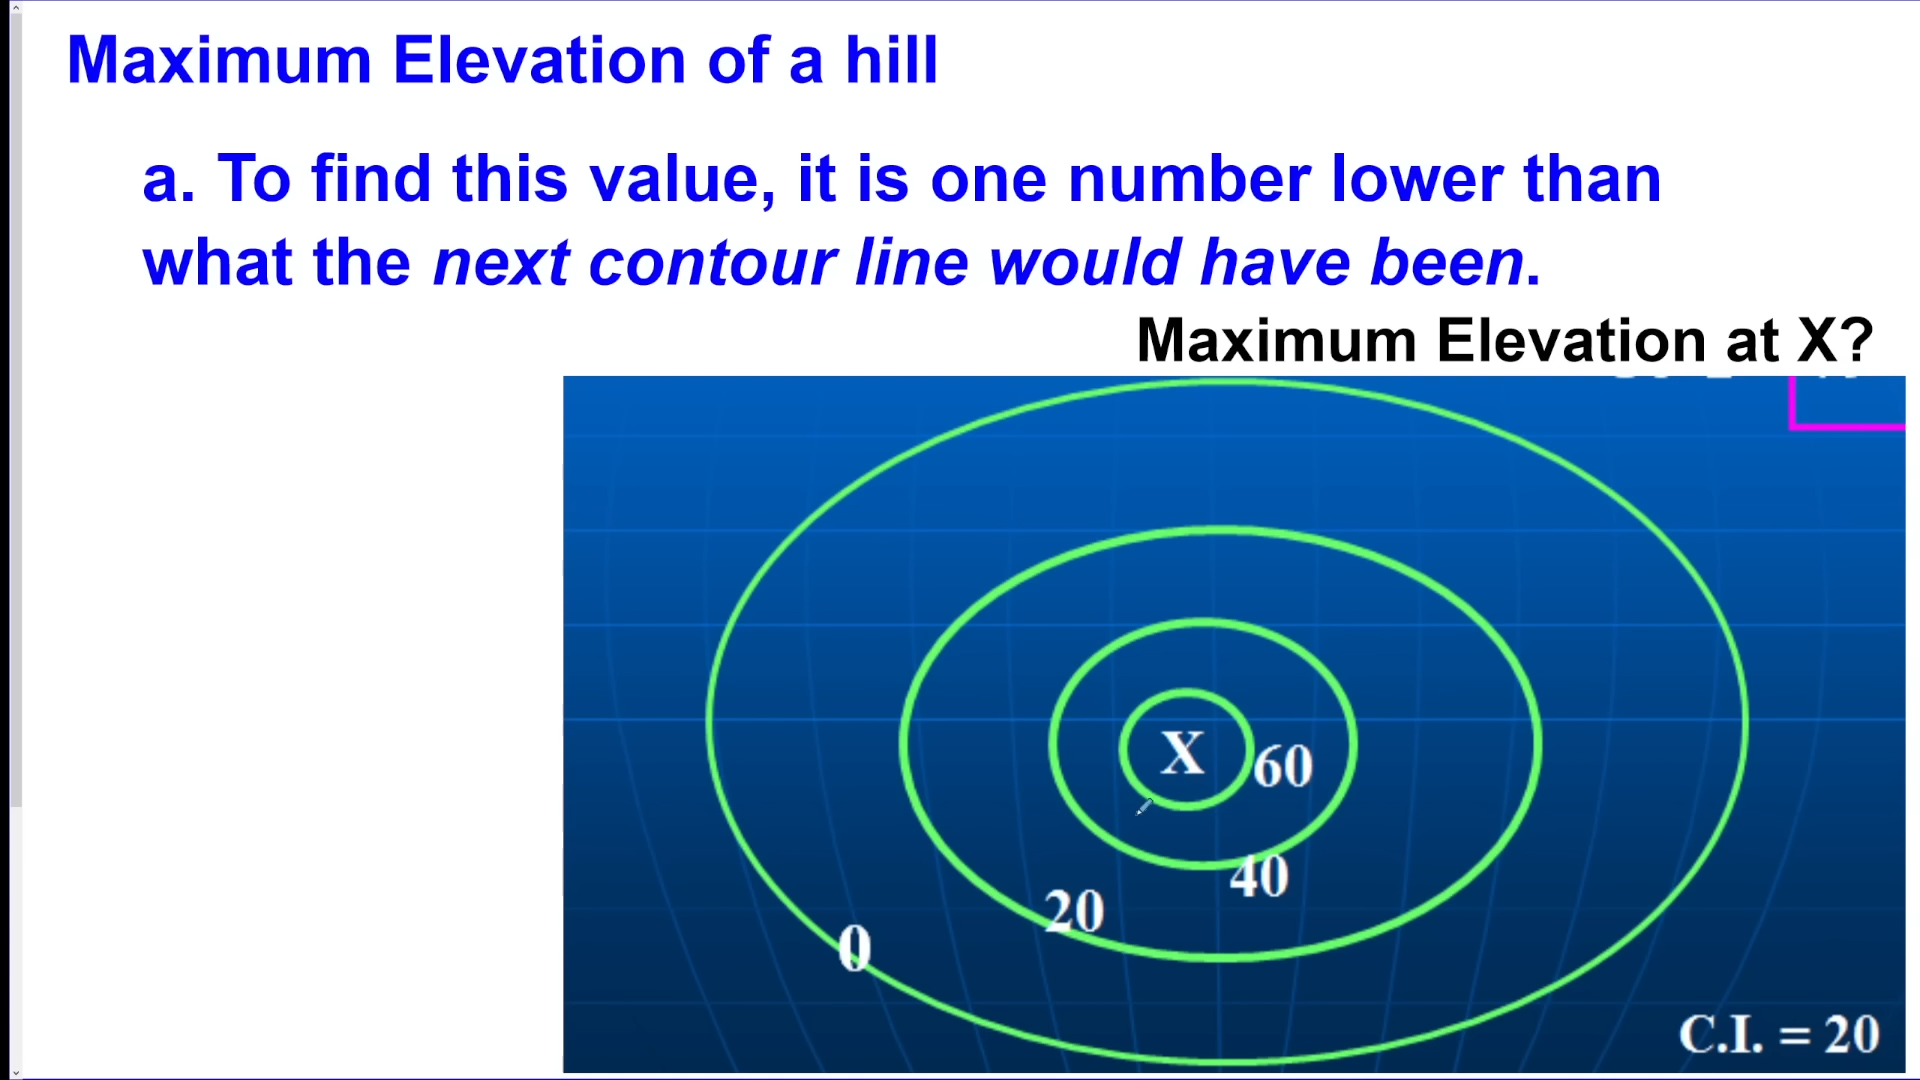 Maximum Elevation of a hill
a. To find this value, it is one number lower than
what the next contour line would have been.
Maximum Elevation at X?
X
60
40
20
0
C.I. = 20